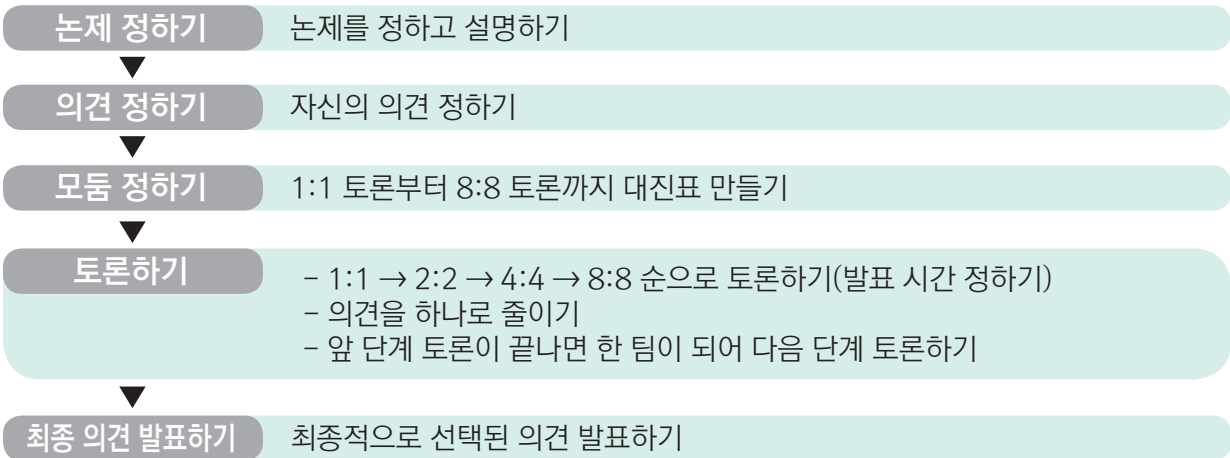 논제 정하기 논제를 정하고 설명하기
의견 정하기 자신의 의견 정하기
모둠 정하기 1:1 토론부터 8:8 토론까지 대진표 만들기
토론하기 – 1:1 → 2:2 → 4:4 → 8:8 순으로 토론하기(발표 시간 정하기)
– 의견을 하나로 줄이기
– 앞 단계 토론이 끝나면 한 팀이 되어 다음 단계 토론하기
최종 의견 발표하기 최종적으로 선택된 의견 발표하기